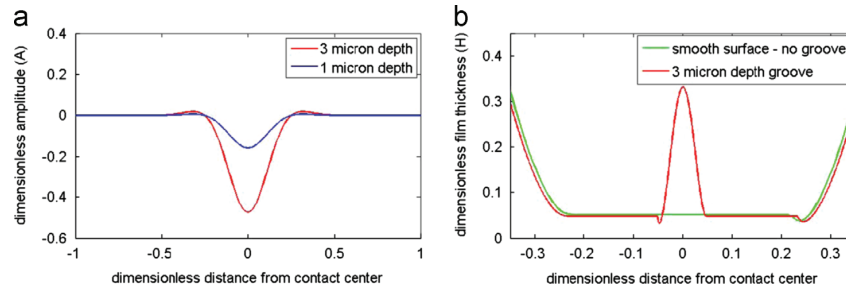 a
0.4
0.2
0
-0.2
-0.4
-0.6
dimensionless amplitude (A)
3 micron depth
1 micron depth
-1
-0.5
0
0.5
1
dimensionless distance from contact center
b
0.4
0.3
0.2
0.1
0
dimensionless film thickness (H)
smooth surface - no groove
3 micron depth groove
-0.3
-0.2
-0.1
0
0.1
0.2
0.3
dimensionless distance from contact center